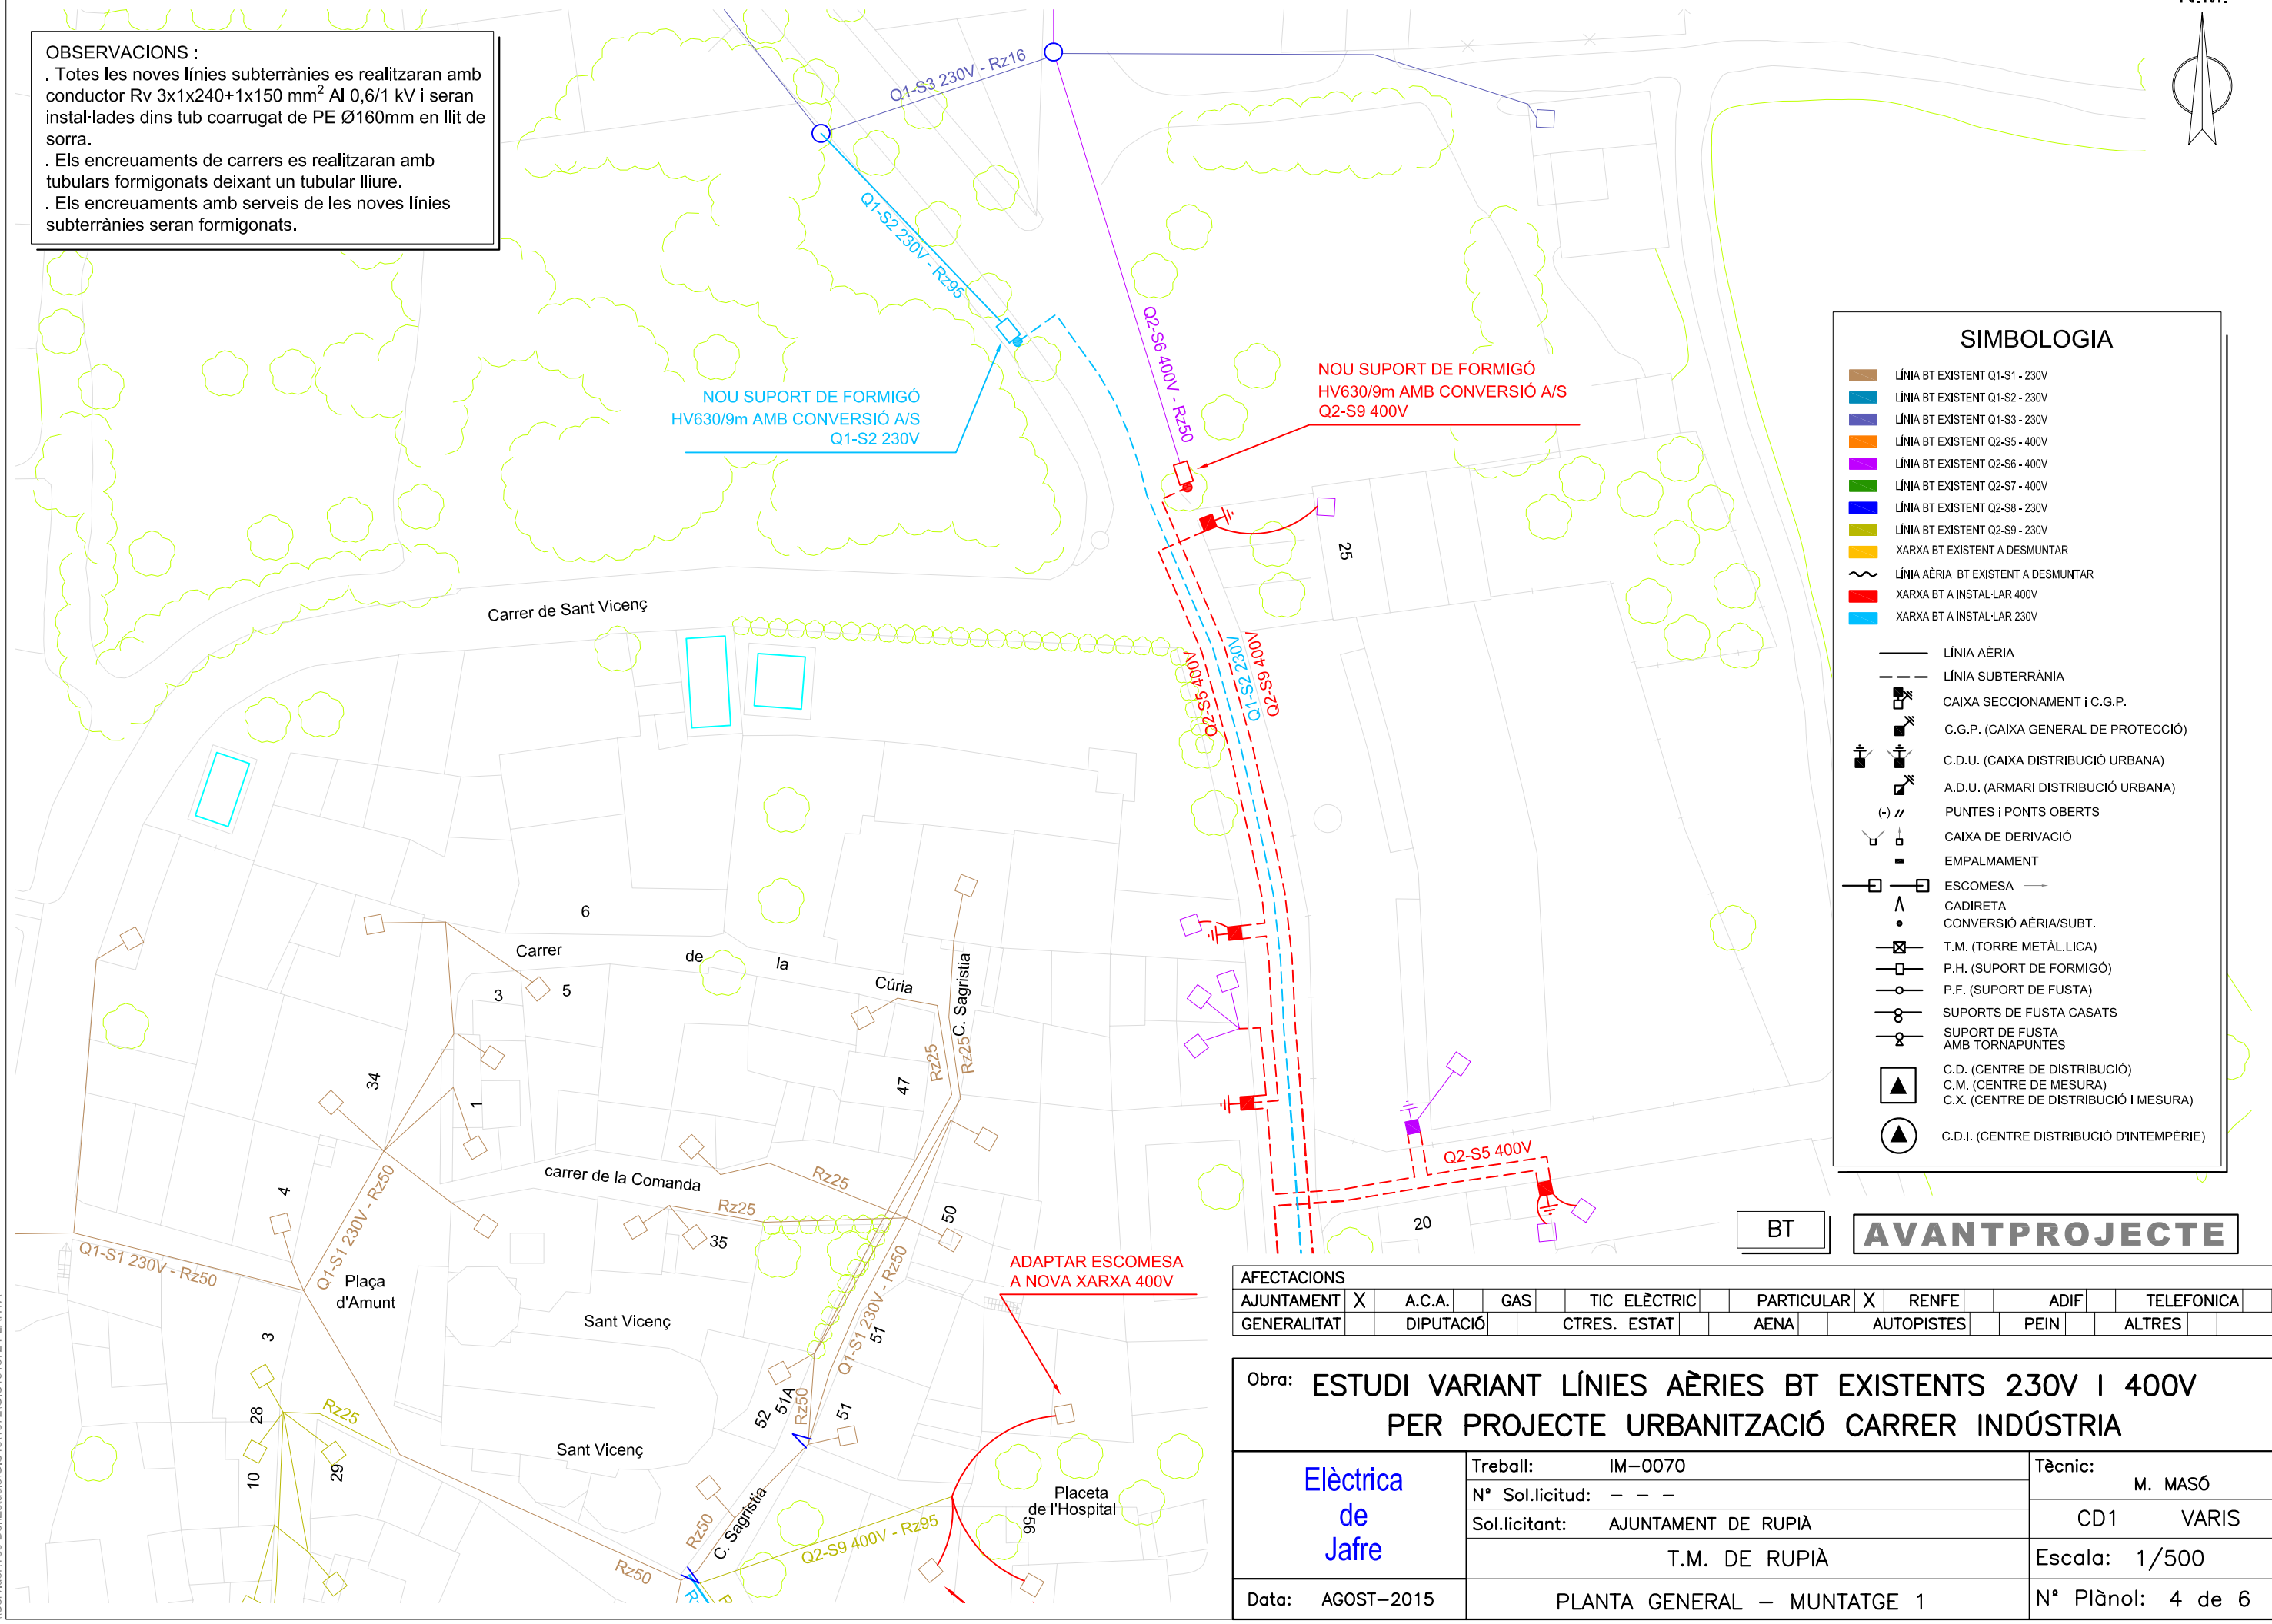 N.M.
OBSERVACIONS :
. Totes les noves línies subterrànies es realitzaran amb
conductor Rv 3x1x240+1x150 mm² Al 0,6/1 kV i seran
instal·lades dins tub coarrugat de PE Ø160mm en llit de
sorra.
. Els encreuaments de carrers es realitzaran amb
tubulars formigonats deixant un tubular lliure.
. Els encreuaments amb serveis de les noves línies
subterrànies seran formigonats.
Q1-S3 230V - Rz16
Q1-S2 230V - Rz95
Q2-S6 400V - Rz50
NOU SUPORT DE FORMIGÓ
HV630/9m AMB CONVERSIÓ A/S
Q1-S2 230V
NOU SUPORT DE FORMIGÓ
HV630/9m AMB CONVERSIÓ A/S
Q2-S9 400V
25
Carrer de Sant Vicenç
Q2-S5 400V
Q1-S2 230V
Q2-S9 400V
SIMBOLOGIA
LÍNIA BT EXISTENT Q1-S1 - 230V
LÍNIA BT EXISTENT Q1-S2 - 230V
LÍNIA BT EXISTENT Q1-S3 - 230V
LÍNIA BT EXISTENT Q2-S5 - 400V
LÍNIA BT EXISTENT Q2-S6 - 400V
LÍNIA BT EXISTENT Q2-S7 - 400V
LÍNIA BT EXISTENT Q2-S8 - 230V
LÍNIA BT EXISTENT Q2-S9 - 230V
XARXA BT EXISTENT A DESMUNTAR
LÍNIA AÈRIA BT EXISTENT A DESMUNTAR
XARXA BT A INSTAL·LAR 400V
XARXA BT A INSTAL·LAR 230V
LÍNIA AÈRIA
LÍNIA SUBTERRÀNIA
CAIXA SECCIONAMENT i C.G.P.
C.G.P. (CAIXA GENERAL DE PROTECCIÓ)
C.D.U. (CAIXA DISTRIBUCIÓ URBANA)
A.D.U. (ARMARI DISTRIBUCIÓ URBANA)
(-) // PUNTES i PONTS OBERTS
CAIXA DE DERIVACIÓ
EMPALMAMENT
ESCOMESA
CADIRETA
CONVERSIÓ AÈRIA/SUBT.
T.M. (TORRE METÀL.LICA)
P.H. (SUPORT DE FORMIGÓ)
P.F. (SUPORT DE FUSTA)
SUPORTS DE FUSTA CASATS
SUPORT DE FUSTA
AMB TORNAPUNTES
C.D. (CENTRE DE DISTRIBUCIÓ)
C.M. (CENTRE DE MESURA)
C.X. (CENTRE DE DISTRIBUCIÓ I MESURA)
C.D.I. (CENTRE DISTRIBUCIÓ D'INTEMPÈRIE)
6
Carrer de la Cúria
3
5
C. Sagristia
Rz25
Rz25
47
34
1
carrer de la Comanda
Rz25
Rz25
4
35
50
Q1-S1 230V - Rz50
Q1-S1 230V - Rz50
Plaça
d'Amunt
Sant Vicenç
Q1-S1 230V - Rz50
51
3
Rz25
28
10
29
Sant Vicenç
52
51A
Rz50
51
Rz50
Rz50
C. Sagristia
Q2-S9 400V - Rz95
Placeta
de l'Hospital
56
ADAPTAR ESCOMESA
A NOVA XARXA 400V
Q2-S5 400V
20
BT
AVANTPROJECTE
AFECTACIONS
AJUNTAMENT X A.C.A. GAS TIC ELÈCTRIC PARTICULAR X RENFE ADIF TELEFONICA
GENERALITAT DIPUTACIÓ CTRES. ESTAT AENA AUTOPISTES PEIN ALTRES
Obra: ESTUDI VARIANT LÍNIES AÈRIES BT EXISTENTS 230V I 400V
PER PROJECTE URBANITZACIÓ CARRER INDÚSTRIA
Elèctrica
de
Jafre
Treball: IM-0070
Nª Sol.licitud: - - -
Sol.licitant: AJUNTAMENT DE RUPIÀ
T.M. DE RUPIÀ
Tècnic:
M. MASÓ
CD1 VARIS
Escala: 1/500
Data: AGOST-2015
PLANTA GENERAL - MUNTATGE 1
Nª Plànol: 4 de 6